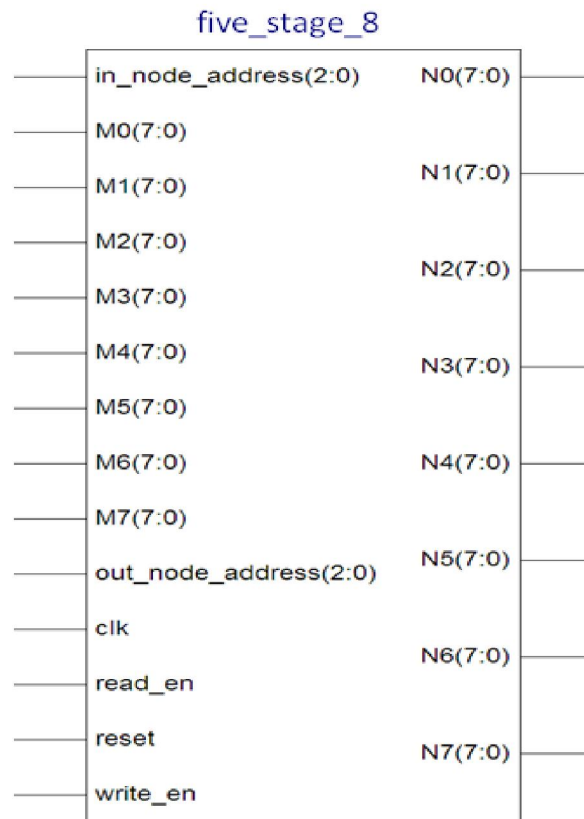 five_stage_8
in_node_address(2:0)
M0(7:0)
M1(7:0)
M2(7:0)
M3(7:0)
M4(7:0)
M5(7:0)
M6(7:0)
M7(7:0)
out_node_address(2:0)
clk
read_en
reset
write_en
N0(7:0)
N1(7:0)
N2(7:0)
N3(7:0)
N4(7:0)
N5(7:0)
N6(7:0)
N7(7:0)